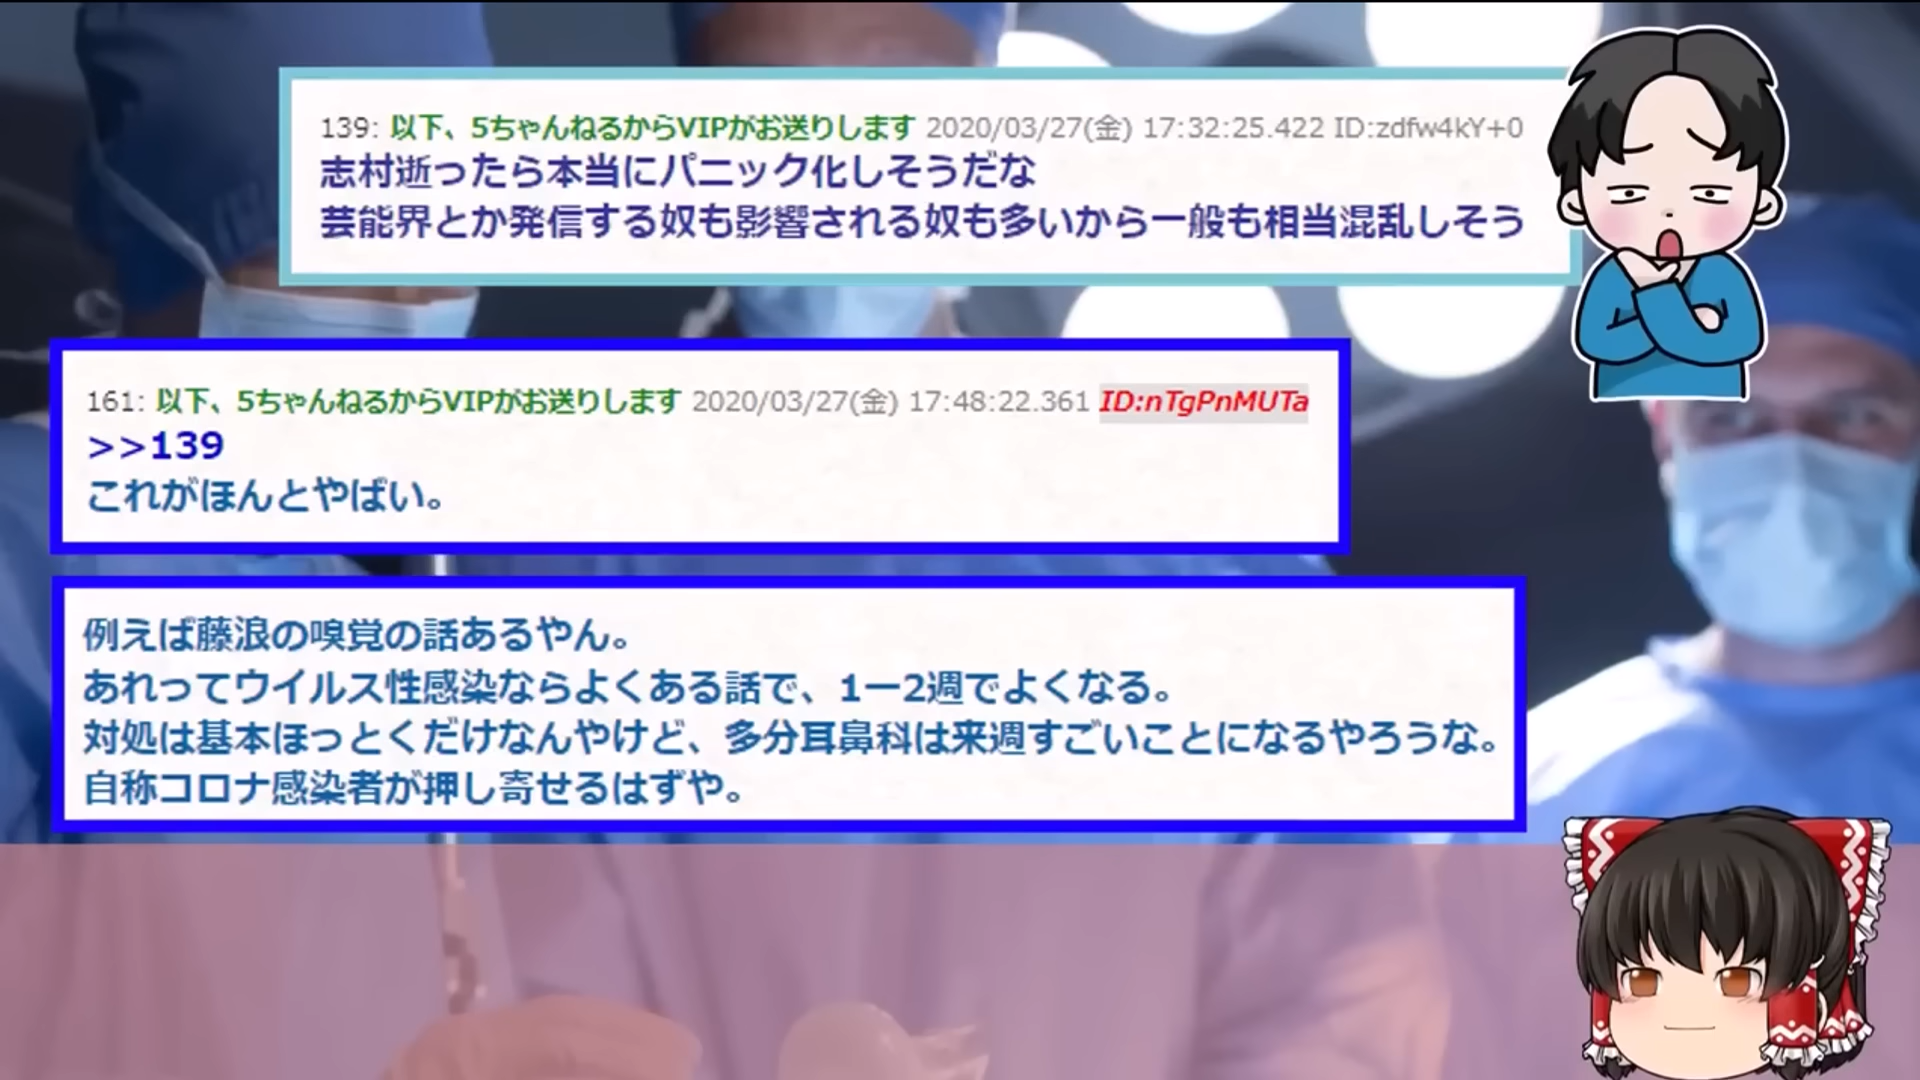 139: 以下、5ちゃんねるからVIPがお送りします 2020/03/27(金) 17:32:25.422 ID:zdfw4kY+0
志村逝ったら本当にパニック化しそうだな
芸能界とか発信する奴も影響される奴も多いから一般も相当混乱しそう
161: 以下、5ちゃんねるからVIPがお送りします 2020/03/27(金) 17:48:22.361 ID:nTgPnMUTa
>>139
これがほんとやばい。
例えば藤浪の嗅覚の話あるやん。
あれってウイルス性感染ならよくある話で、1ー2週でよくなる。
対処は基本ほっとくだけなんやけど、多分耳鼻科は来週すごいことになるやろうな。
自称コロナ感染者が押し寄せるはずや。